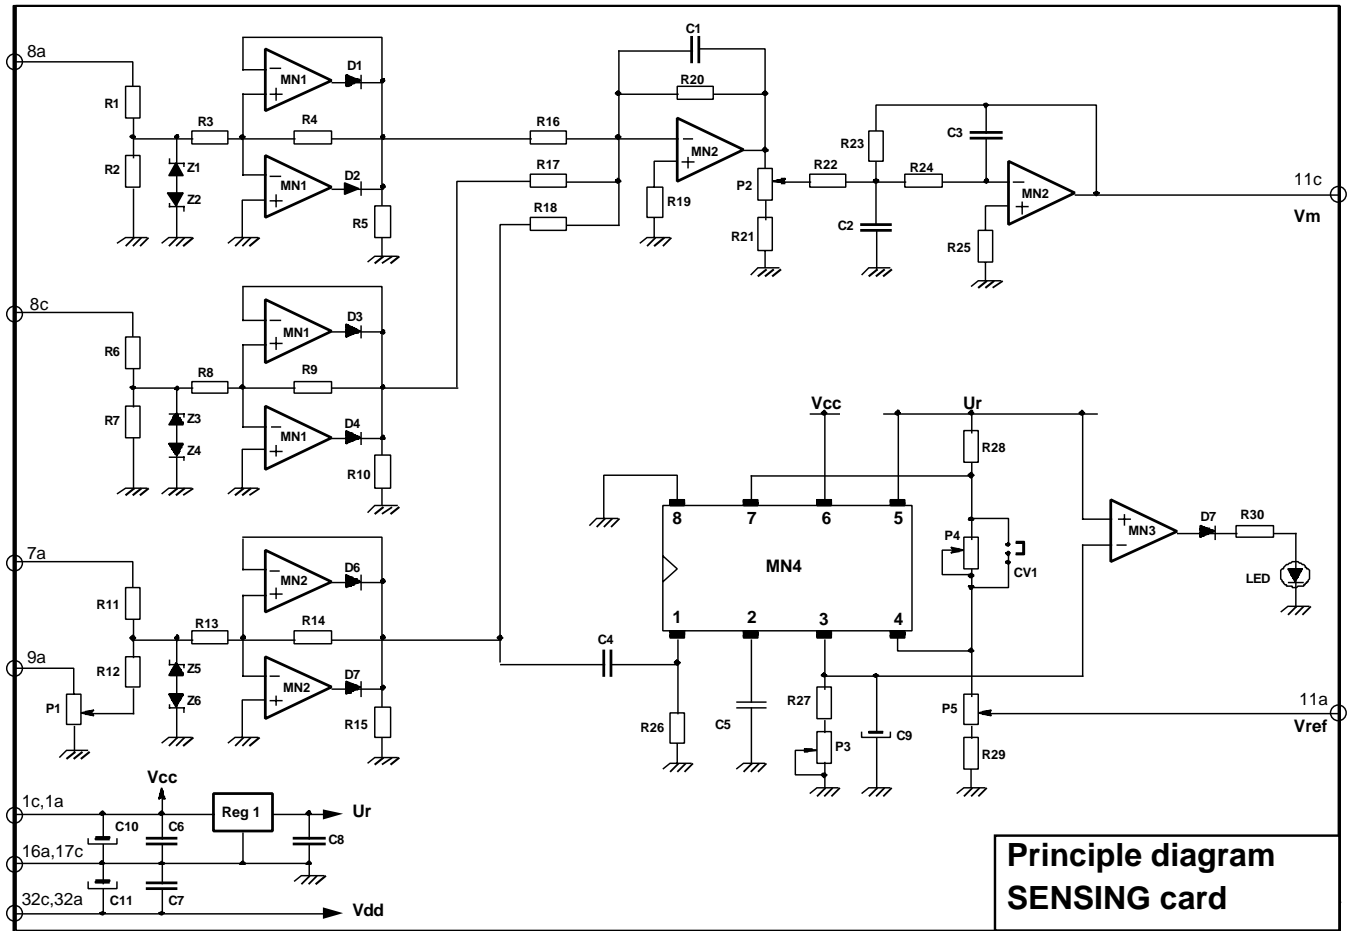 8a
R1
R2
Z1
Z2
R3
MN1
D1
R4
MN1
D2
R5
C1
R20
R16
R17
R18
MN2
R19
P2
R21
R22
R23
C2
R24
C3
MN2
R25
11c
Vm
8c
R6
R7
Z3
Z4
R8
MN1
D3
R9
MN1
D4
R10
7a
R11
9a
R12
P1
Z5
Z6
R13
MN2
D6
R14
MN2
D7
R15
C4
R26
Vcc
Ur
R28
8 7 6 5
MN4
1 2 3 4
P4
CV1
MN3
D7
R30
LED
C5
R27
P3
C9
P5
R29
11a
Vref
Vcc
1c,1a
C10
C6
Reg 1
C8
Ur
16a,17c
C11
C7
32c,32a
Vdd
Principle diagram
SENSING card